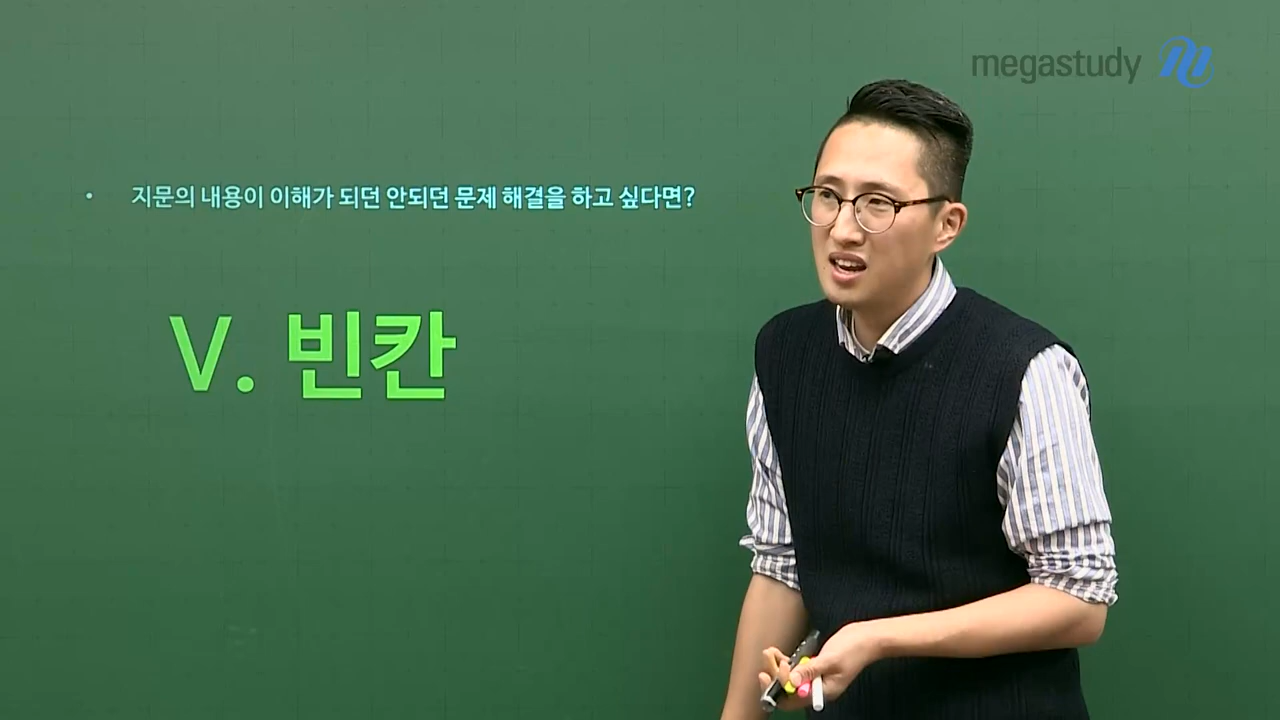 megastudy
• 지문의 내용이 이해가 되던 안되던 문제 해결을 하고 싶다면?
V. 빈칸